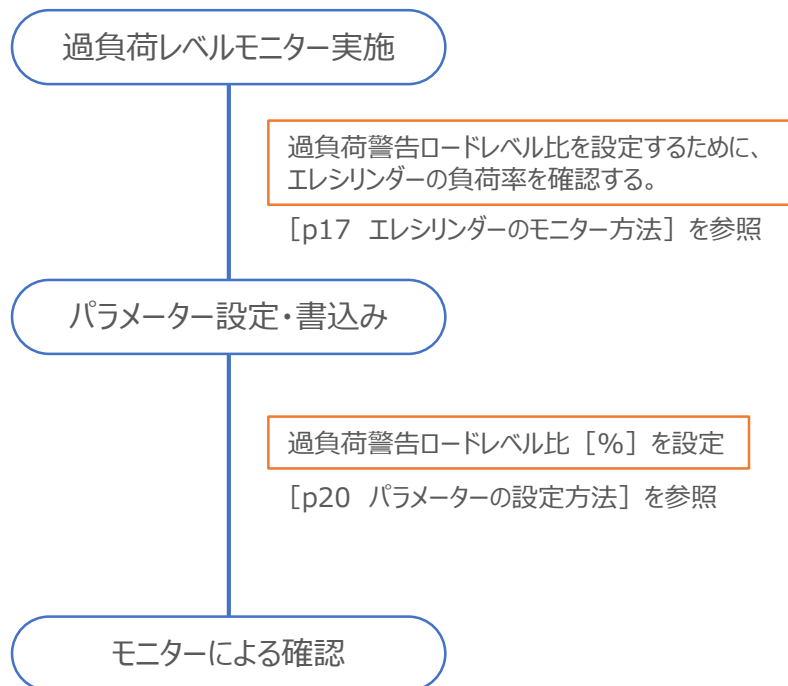 過負荷レベルモニター実施
過負荷警告ロードレベル比を設定するために、
エレシリンダーの負荷率を確認する。
[p17 エレシリンダーのモニター方法] を参照
パラメーター設定・書込み
過負荷警告ロードレベル比 [%] を設定
[p20 パラメーターの設定方法] を参照
モニターによる確認